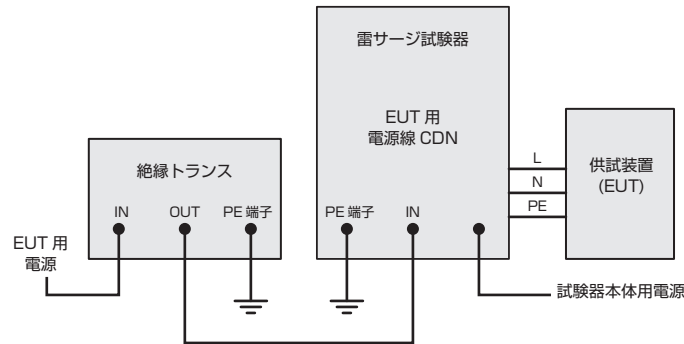 雷サージ試験器
EUT 用
電源線 CDN
絶縁トランス
IN
OUT
PE 端子
PE 端子
IN
L
N
PE
供試装置
(EUT)
EUT 用
電源
試験器本体用電源